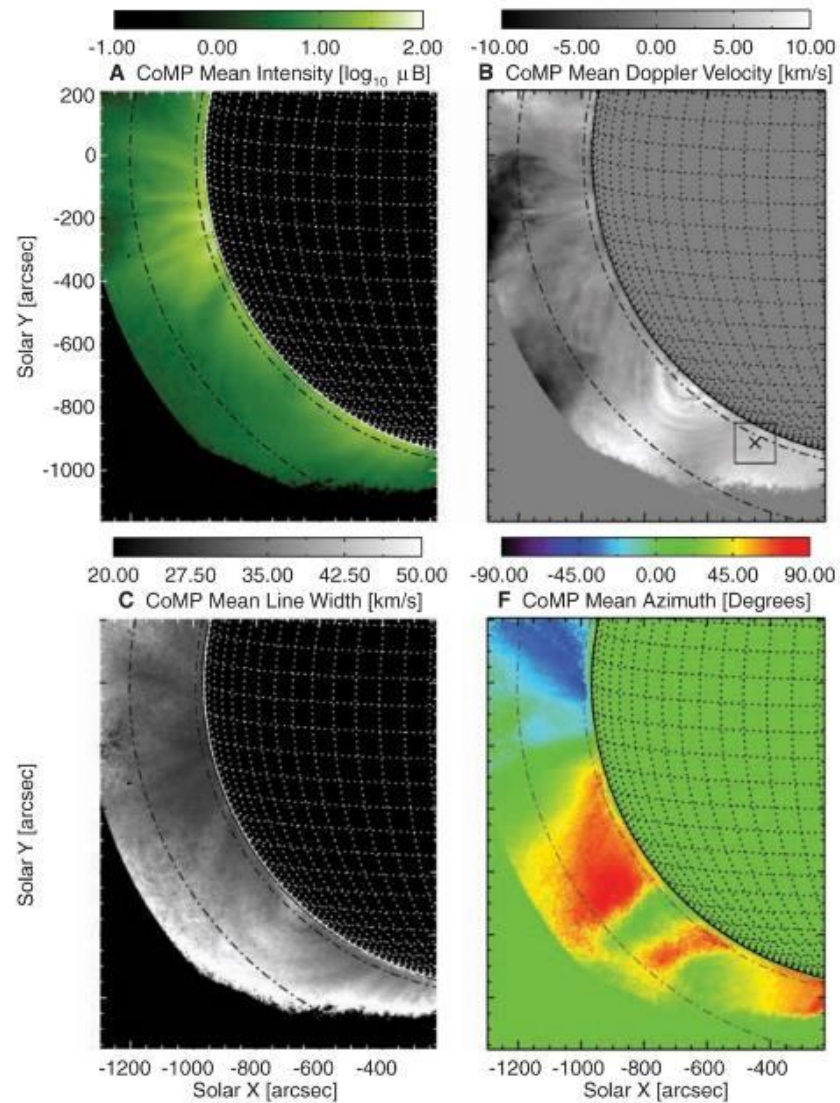 -1.00 0.00 1.00 2.00
A CoMP Mean Intensity [log10 μB]
-10.00 -5.00 0.00 5.00 10.00
B CoMP Mean Doppler Velocity [km/s]
200
0
-200
-400
-600
-800
-1000
Solar Y [arcsec]
×
20.00 27.50 35.00 42.50 50.00
C CoMP Mean Line Width [km/s]
-90.00 -45.00 0.00 45.00 90.00
F CoMP Mean Azimuth [Degrees]
Solar Y [arcsec]
-1200 -1000 -800 -600 -400
Solar X [arcsec]
-1200 -1000 -800 -600 -400
Solar X [arcsec]